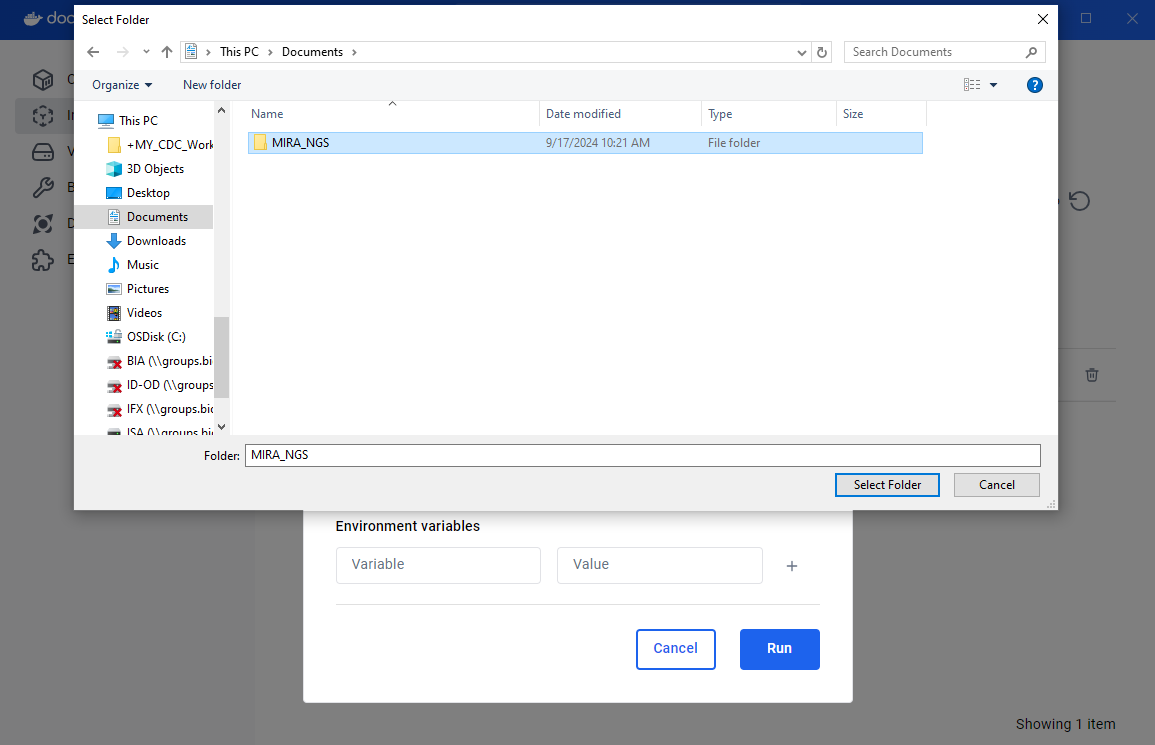 Select Folder
This PC
Documents
Search Documents
Organize
New folder
Name
Date modified
Type
Size
This PC
+MY_CDC_Work
3D Objects
Desktop
Documents
Downloads
Music
Pictures
Videos
OSDisk (C:)
BIA (\\groups.bi
ID-OD (\\groups
IFX (\\groups.bic
ISA (\\groups.bi
MIRA_NGS
9/17/2024 10:21 AM
File folder
Folder:
MIRA_NGS
Select Folder
Cancel
Environment variables
Variable
Value
+
Cancel
Run
Showing 1 item